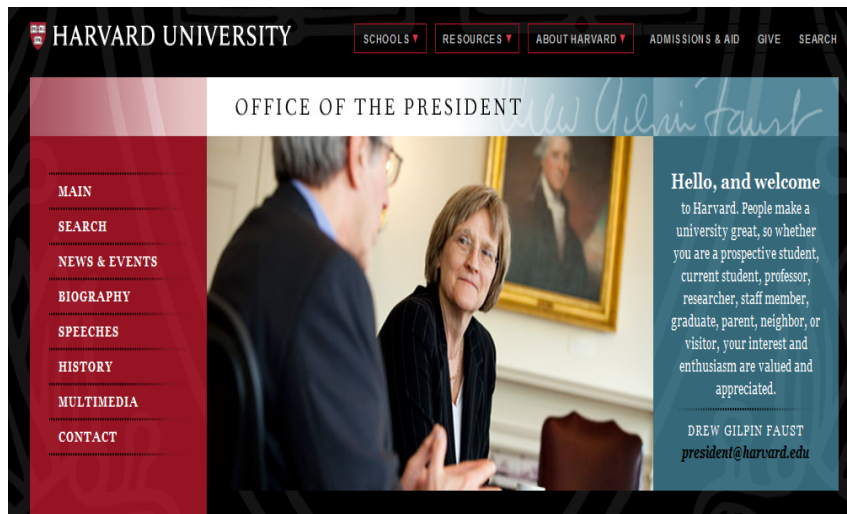 HARVARD UNIVERSITY
SCHOOLS RESOURCES ABOUT HARVARD ADMISSIONS & AID GIVE SEARCH
OFFICE OF THE PRESIDENT
Drew Gilpin Faust
MAIN
SEARCH
NEWS & EVENTS
BIOGRAPHY
SPEECHES
HISTORY
MULTIMEDIA
CONTACT
Hello, and welcome
to Harvard. People make a
university great, so whether
you are a prospective student,
current student, professor,
researcher, staff member,
graduate, parent, neighbor, or
visitor, your interest and
enthusiasm are valued and
appreciated.
DREW GILPIN FAUST
president@harvard.edu